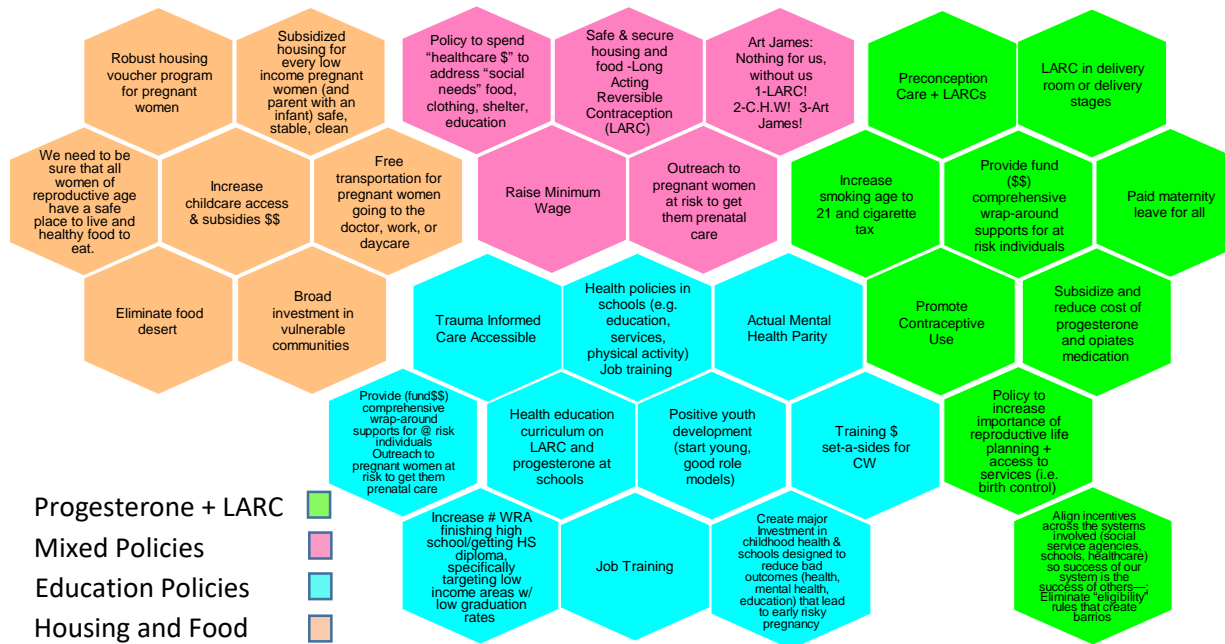 Robust housing
voucher program
for pregnant
women
Subsidized
housing for
every low
income pregnant
women (and
parent with an
infant) safe,
stable, clean
We need to be
sure that all
women of
reproductive age
have a safe
place to live and
healthy food to
eat.
Increase
childcare access
& subsidies $$
Free
transportation for
pregnant women
going to the
doctor, work, or
daycare
Eliminate food
desert
Broad
investment in
vulnerable
communities
Policy to spend
“healthcare $” to
address “social
needs” food,
clothing, shelter,
education
Safe & secure
housing and
food -Long
Acting
Reversible
Contraception
(LARC)
Art James:
Nothing for us,
without us
1-LARC!
2-C.H.W! 3-Art
James!
Raise Minimum
Wage
Outreach to
pregnant women
at risk to get
them prenatal
care
Preconception
Care + LARCs
LARC in delivery
room or delivery
stages
Increase
smoking age to
21 and cigarette
tax
Provide fund
($$)
comprehensive
wrap-around
supports for at
risk individuals
Paid maternity
leave for all
Promote
Contraceptive
Use
Subsidize and
reduce cost of
progesterone
and opiates
medication
Policy to
increase
importance of
reproductive life
planning +
access to
services (i.e.
birth control)
Align incentives
across the systems
involved (social
service agencies,
schools, healthcare)
so success of our
system is the
success of others—;
Eliminate “eligibility”
rules that create
barrios
Trauma Informed
Care Accessible
Health policies in
schools (e.g.
education,
services,
physical activity)
Job training
Actual Mental
Health Parity
Provide (fund$$)
comprehensive
wrap-around
supports for @ risk
individuals
Outreach to
pregnant women at
risk to get them
prenatal care
Health education
curriculum on
LARC and
progesterone at
schools
Positive youth
development
(start young,
good role
models)
Training $
set-a-sides for
CW
Increase # WRA
finishing high
school/getting HS
diploma,
specifically
targeting low
income areas w/
low graduation
rates
Job Training
Create major
Investment in
childhood health &
schools designed to
reduce bad
outcomes (health,
mental health,
education) that lead
to early risky
pregnancy
Progesterone + LARC
Mixed Policies
Education Policies
Housing and Food